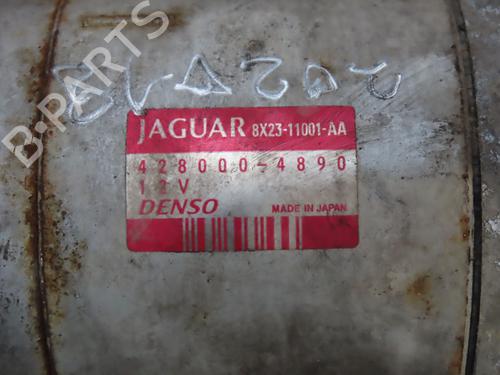 B-PARTS
JAGUAR 8X23-11001-AA
428000-4890
12V
DENSO MADE IN JAPAN